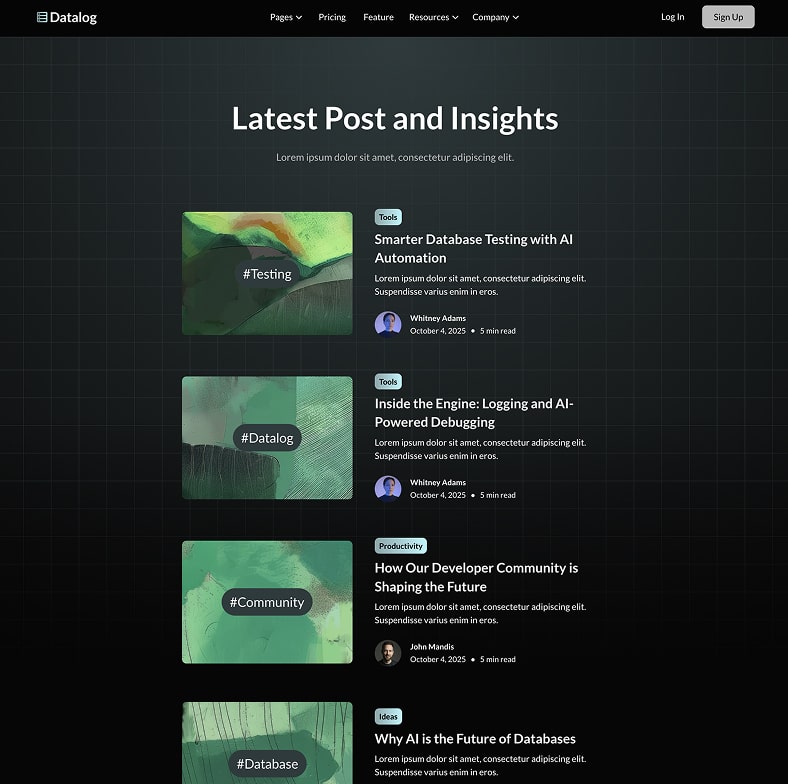 Datalog
Pages
Pricing
Feature
Resources
Company
Log In
Sign Up
Latest Post and Insights
Lorem ipsum dolor sit amet, consectetur adipiscing elit.
#Testing
Tools
Smarter Database Testing with AI
Automation
Lorem ipsum dolor sit amet, consectetur adipiscing elit.
Suspendisse varius enim in eros.
Whitney Adams
October 4, 2025 • 5 min read
#Datalog
Tools
Inside the Engine: Logging and AI-
Powered Debugging
Lorem ipsum dolor sit amet, consectetur adipiscing elit.
Suspendisse varius enim in eros.
Whitney Adams
October 4, 2025 • 5 min read
#Community
Productivity
How Our Developer Community is
Shaping the Future
Lorem ipsum dolor sit amet, consectetur adipiscing elit.
Suspendisse varius enim in eros.
John Mandis
October 4, 2025 • 5 min read
#Database
Ideas
Why AI is the Future of Databases
Lorem ipsum dolor sit amet, consectetur adipiscing elit.
Suspendisse varius enim in eros.